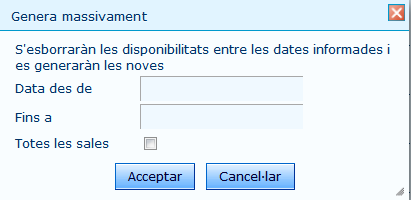 Genera massivament
S'esborraràn les disponibilitats entre les dates informades i
es generaràn les noves
Data des de
Fins a
Totes les sales
Acceptar Cancel·lar